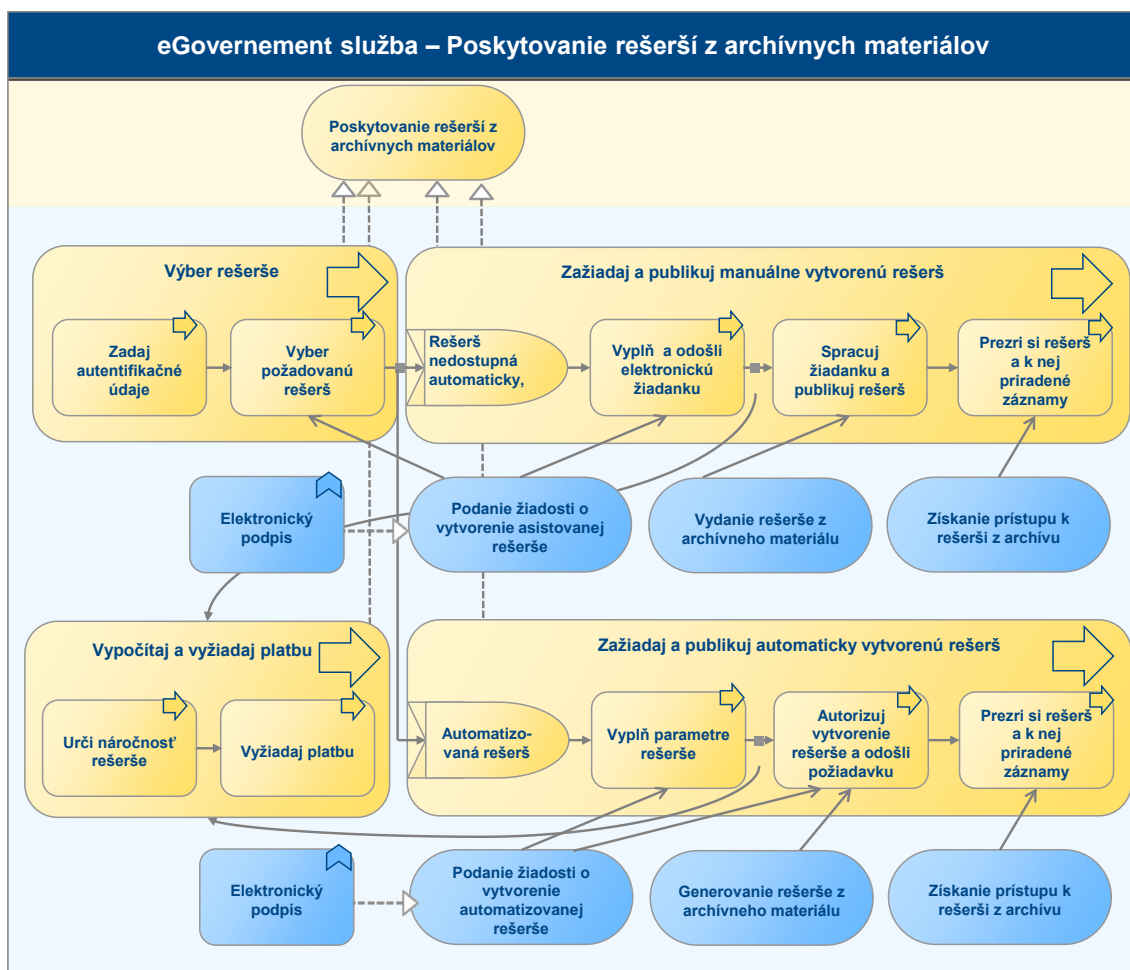 eGovernement služba – Poskytovanie rešerší z archívnych materiálov
Poskytovanie rešerší z
archívnych materiálov
Výber rešerše
Zadaj
autentifikačné
údaje
Vyber
požadovanú
rešerš
Zažiadaj a publikuj manuálne vytvorenú rešerš
Rešerš
nedostupná
automaticky,
Vyplň a odošli
elektronickú
žiadanku
Spracuj
žiadanku a
publikuj rešerš
Prezri si rešerš
a k nej
priradené
záznamy
Elektronický
podpis
Podanie žiadosti o
vytvorenie asistovanej
rešerše
Vydanie rešerše z
archívneho materiálu
Získanie prístupu k
rešerši z archívu
Vypočítaj a vyžiadaj platbu
Urči náročnosť
rešerše
Vyžiadaj platbu
Zažiadaj a publikuj automaticky vytvorenú rešerš
Automatizo-
vaná rešerš
Vyplň parametre
rešerše
Autorizuj
vytvorenie
rešerše a odošli
požiadavku
Prezri si rešerš
a k nej
priradené
záznamy
Elektronický
podpis
Podanie žiadosti o
vytvorenie
automatizovanej
rešerše
Generovanie rešerše z
archívneho materiálu
Získanie prístupu k
rešerši z archívu